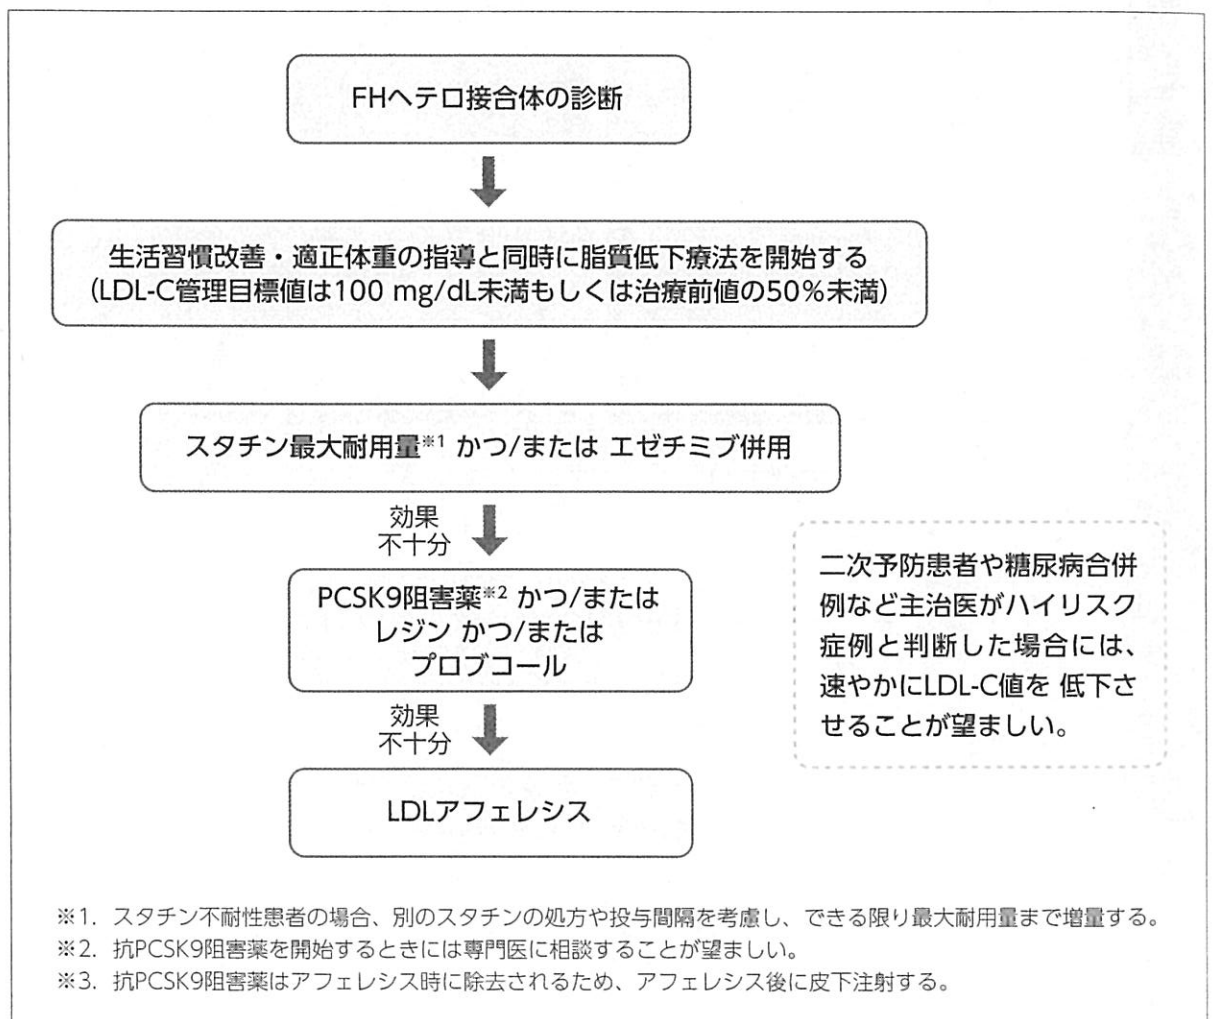 FHヘテロ接合体の診断
生活習慣改善・適正体重の指導と同時に脂質低下療法を開始する
（LDL-C管理目標値は100 mg/dL未満もしくは治療前値の50％未満）
スタチン最大耐用量※1 かつ/または エゼチミブ併用
効果
不十分
PCSK9阻害薬※2 かつ/または
レジン かつ/または
プロブコール
効果
不十分
LDLアフェレシス
二次予防患者や糖尿病合併
例など主治医がハイリスク
症例と判断した場合には、
速やかにLDL-C値を 低下さ
せることが望ましい。
※1. スタチン不耐性患者の場合、別のスタチンの処方や投与間隔を考慮し、できる限り最大耐用量まで増量する。
※2. 抗PCSK9阻害薬を開始するときには専門医に相談することが望ましい。
※3. 抗PCSK9阻害薬はアフェレシス時に除去されるため、アフェレシス後に皮下注射する。